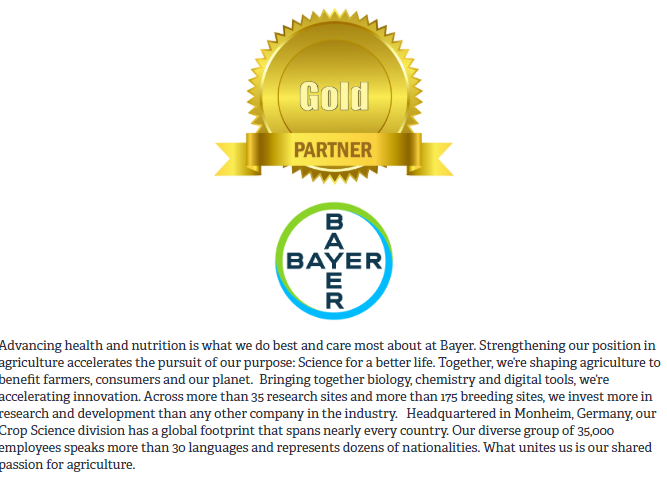 Gold
PARTNER
BAYER
BAYER
Advancing health and nutrition is what we do best and care most about at Bayer. Strengthening our position in
agriculture accelerates the pursuit of our purpose: Science for a better life. Together, we're shaping agriculture to
benefit farmers, consumers and our planet.  Bringing together biology, chemistry and digital tools, we're
accelerating innovation. Across more than 35 research sites and more than 175 breeding sites, we invest more in
research and development than any other company in the industry.   Headquartered in Monheim, Germany, our
Crop Science division has a global footprint that spans nearly every country. Our diverse group of 35,000
employees speaks more than 30 languages and represents dozens of nationalities. What unites us is our shared
passion for agriculture.